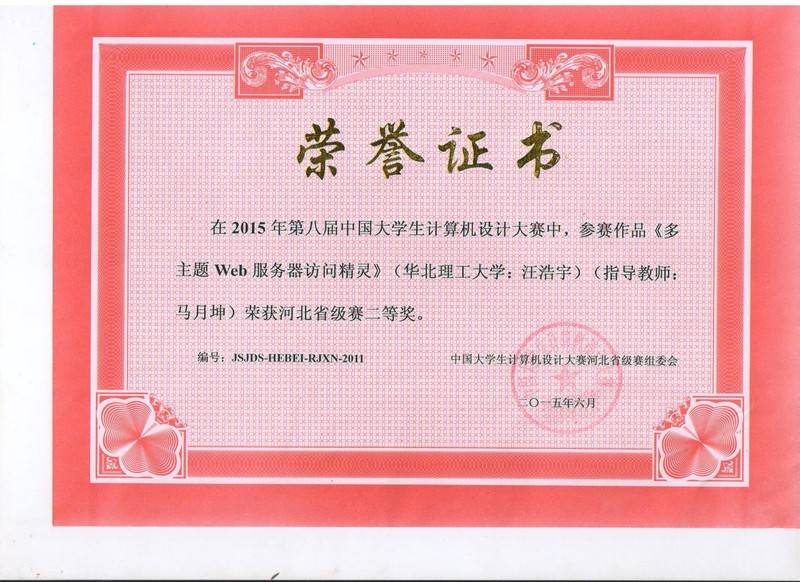 荣誉证书
在 2015 年第八届中国大学生计算机设计大赛中，参赛作品《多
主题 Web 服务器访问精灵》（华北理工大学：汪浩宇）（指导教师：
马月坤）荣获河北省级赛二等奖。
编号：JSJDS-HEBEI-RJXN-2011
中国大学生计算机设计大赛河北省级赛组委会
二〇一五年六月